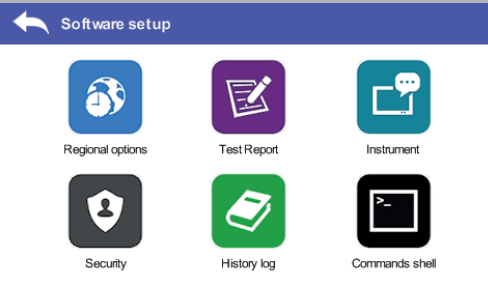 Software setup
Regional options
Test Report
Instrument
>_
Security
History log
Commands shell